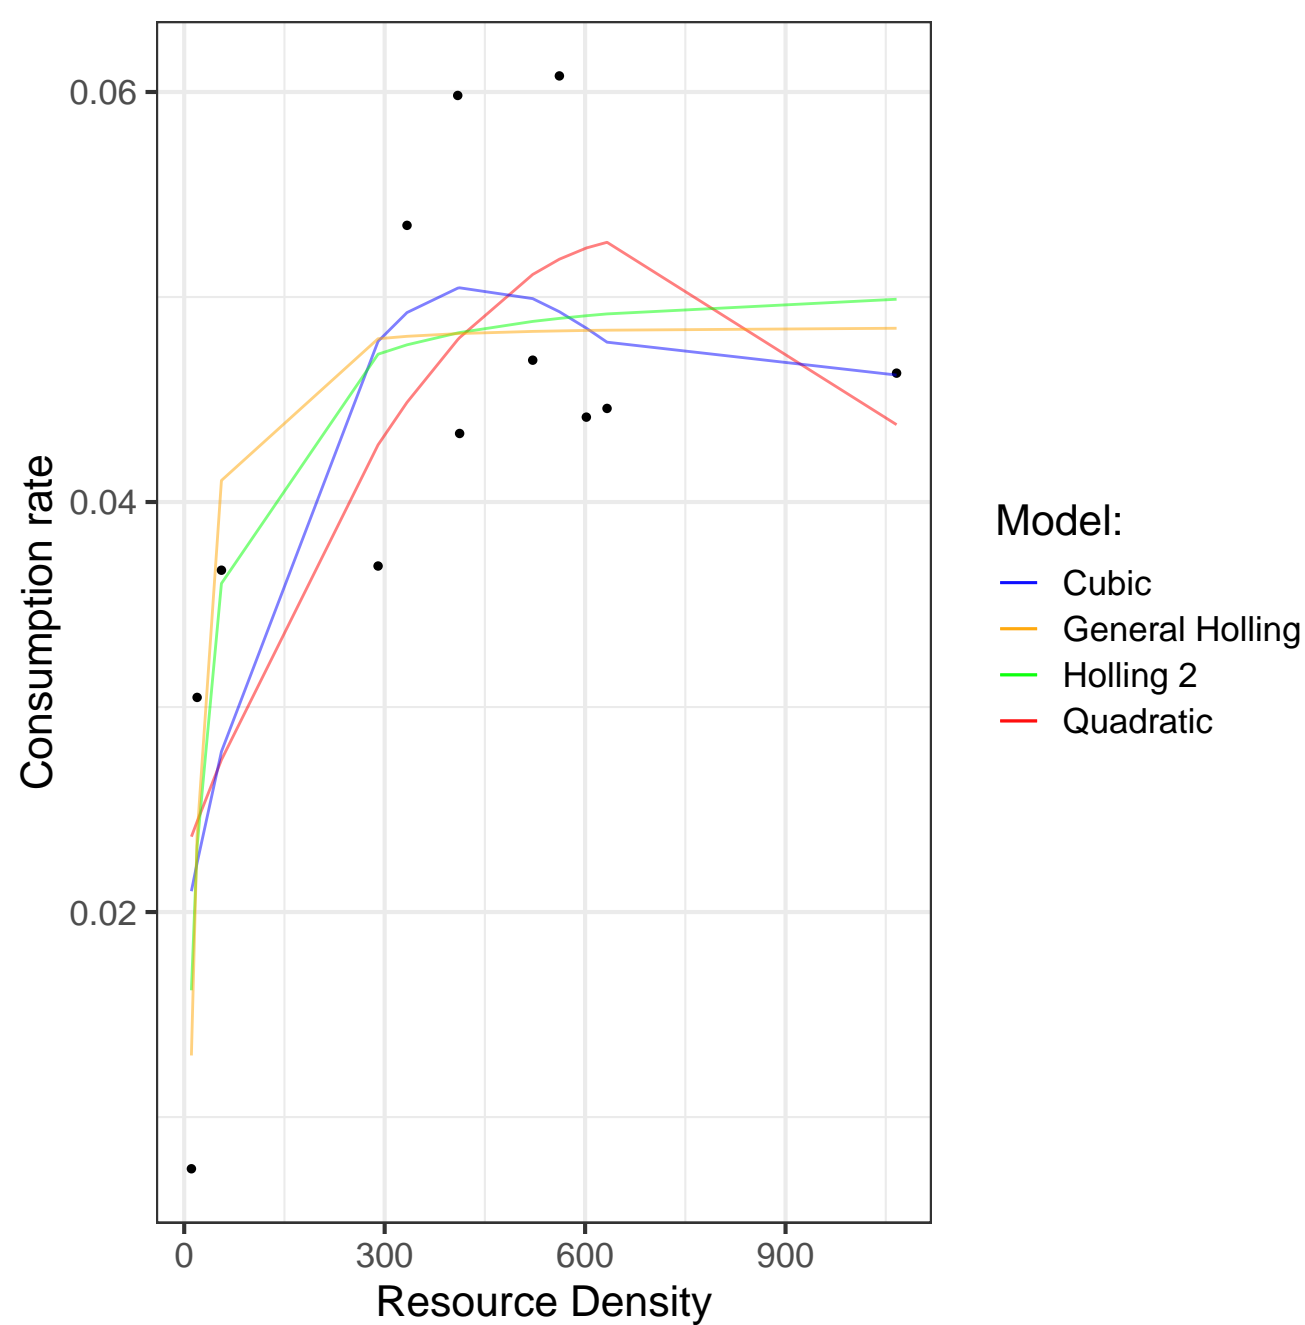 0.06
0.04
0.02
Consumption rate
0
300
600
900
Resource Density
Model:
Cubic
General Holling
Holling 2
Quadratic